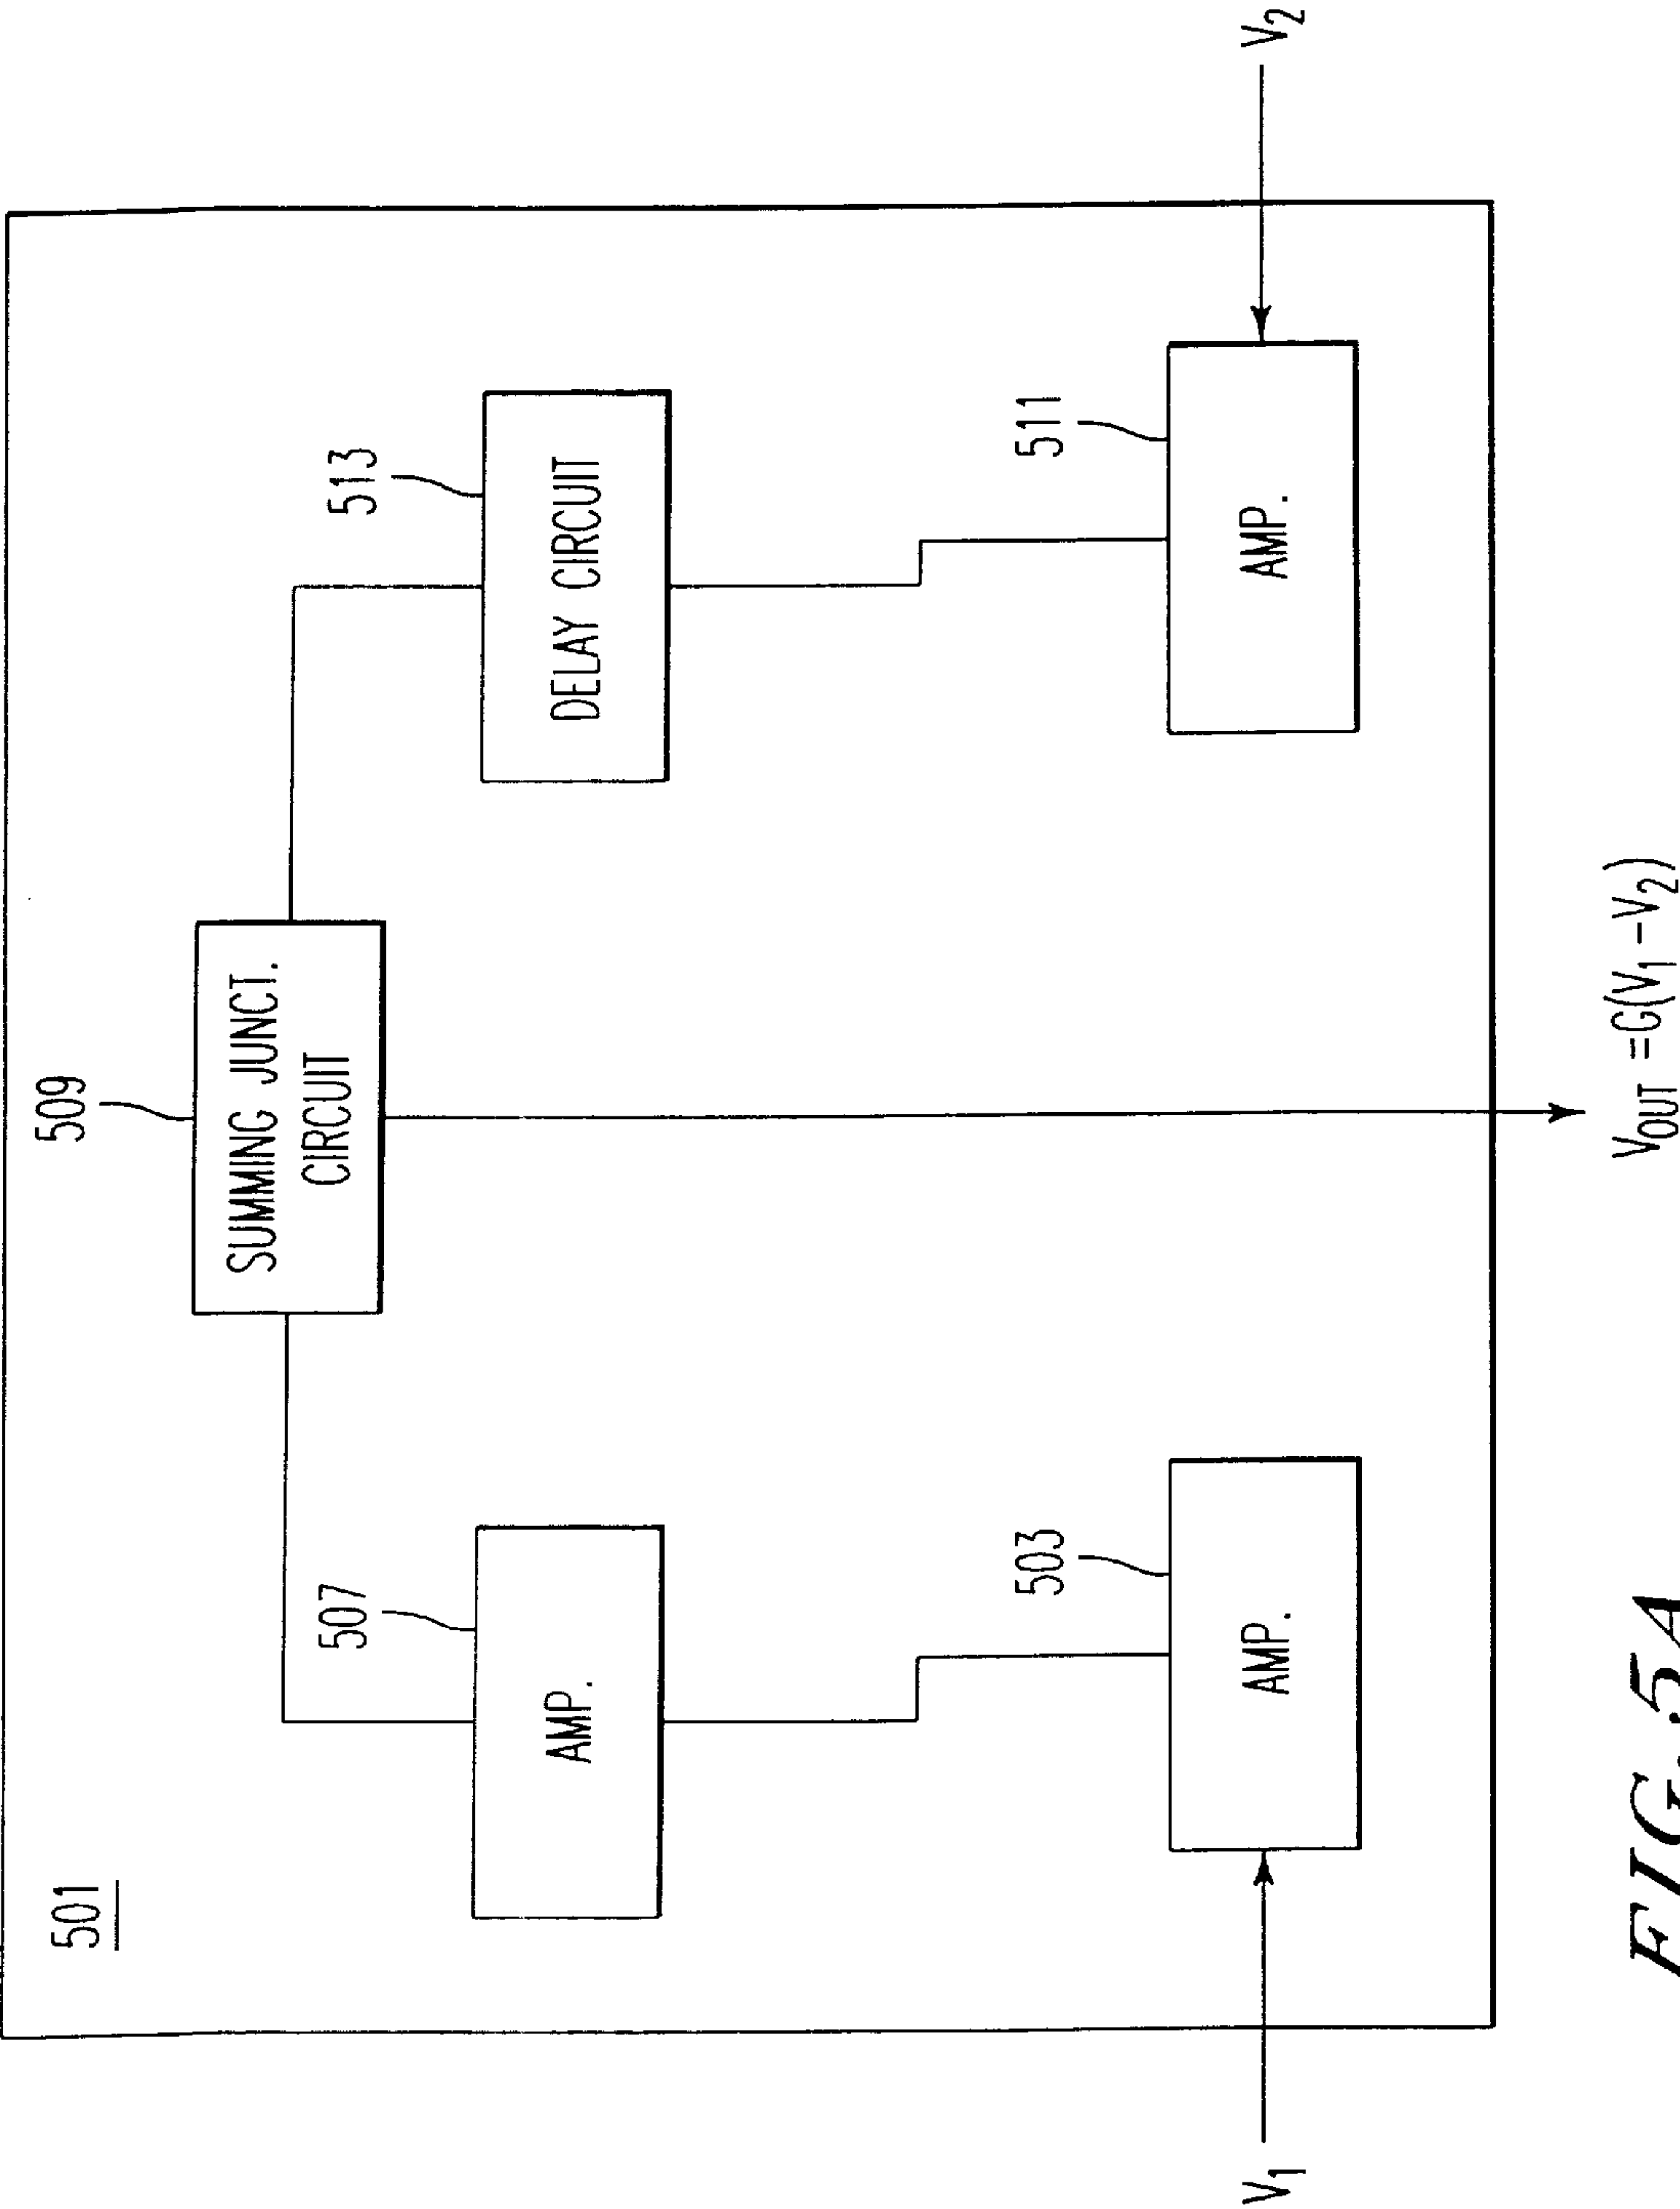 501
509
SUMMING JUNCT.
CIRCUIT
507
AMP.
513
DELAY CIRCUIT
503
AMP.
511
AMP.
V1
V2
VOUT =G(V1-V2)
FIG. 5A